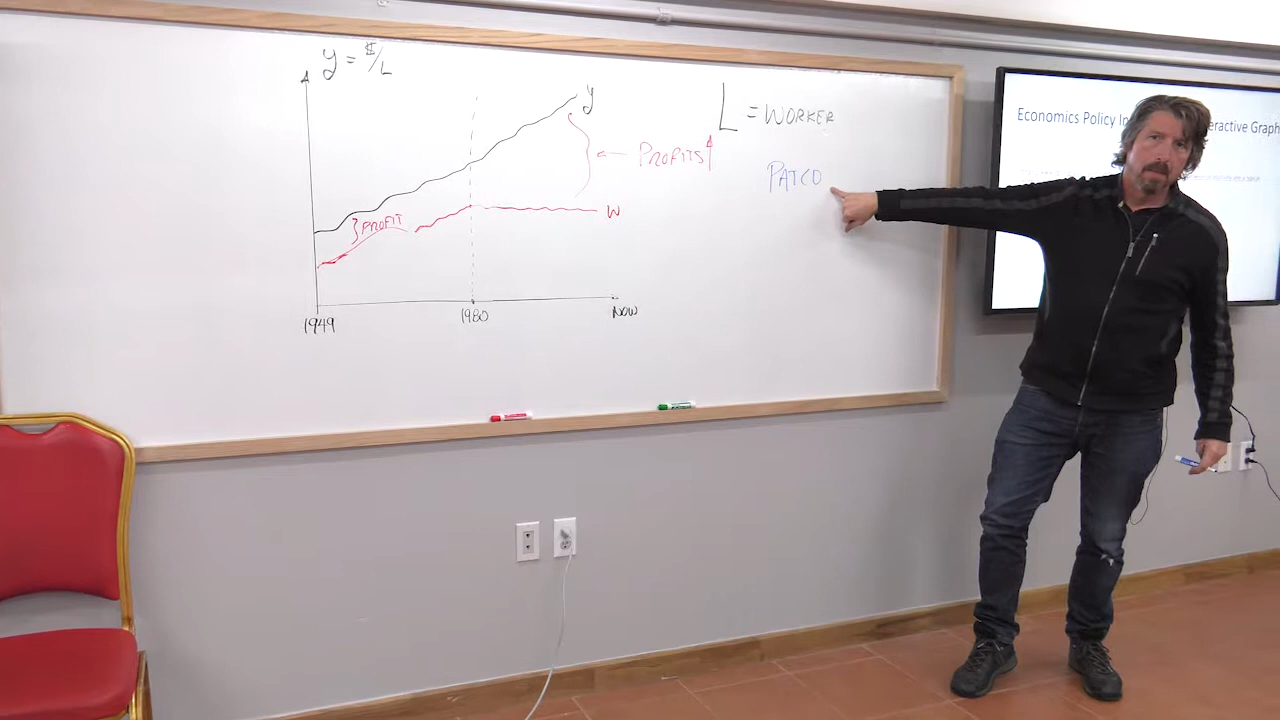 y = $/L
y
L = WORKER
← PROFITS↑
PATCO
} PROFIT
W
1949
1980
NOW
Economics Policy In
eractive Graph